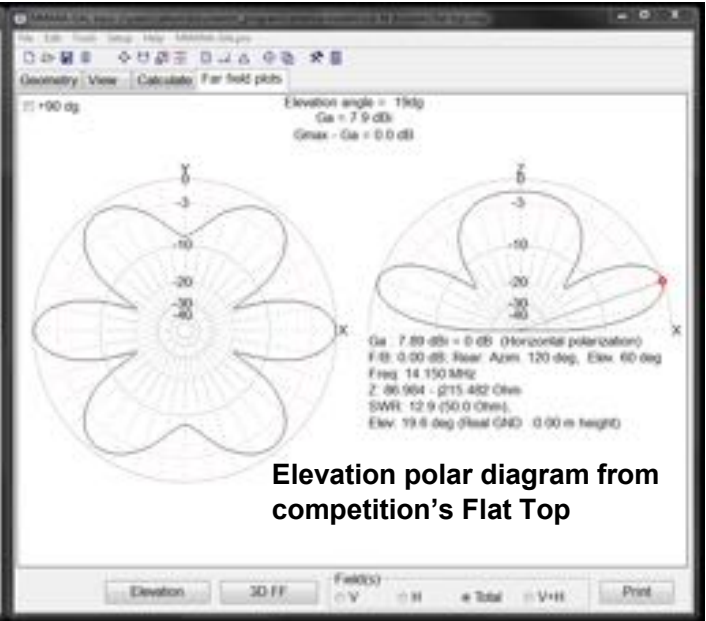 File Edit Tools Setup Help MMANA-GAL.pro
Geometry View Calculate Far field plots
+90 dg
Elevation angle = 19dg
Ga = 7.9 dBi
Gmax - Ga = 0.0 dB
Y
0
-3
-10
-20
-30
-40
X
Z
0
-3
-10
-20
-30
-40
X
Ga : 7.89 dBi = 0 dB (Horizontal polarization)
F/B: 0.00 dB; Rear: Azim. 120 deg, Elev. 60 deg
Freq: 14.150 MHz
Z: 86.984 - j215.482 Ohm
SWR: 12.9 (50.0 Ohm),
Elev: 19.6 deg (Real GND : 0.00 m height)
Elevation polar diagram from
competition's Flat Top
Elevation
3D FF
Field(s)
V
H
Total
V+H
Print